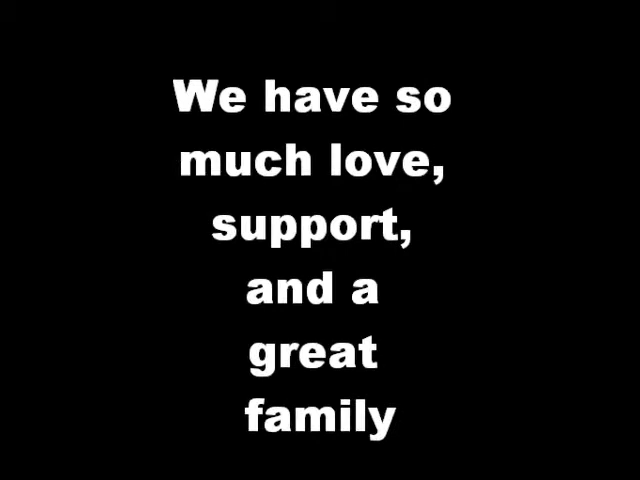 We have so
much love,
support,
and a
great
family